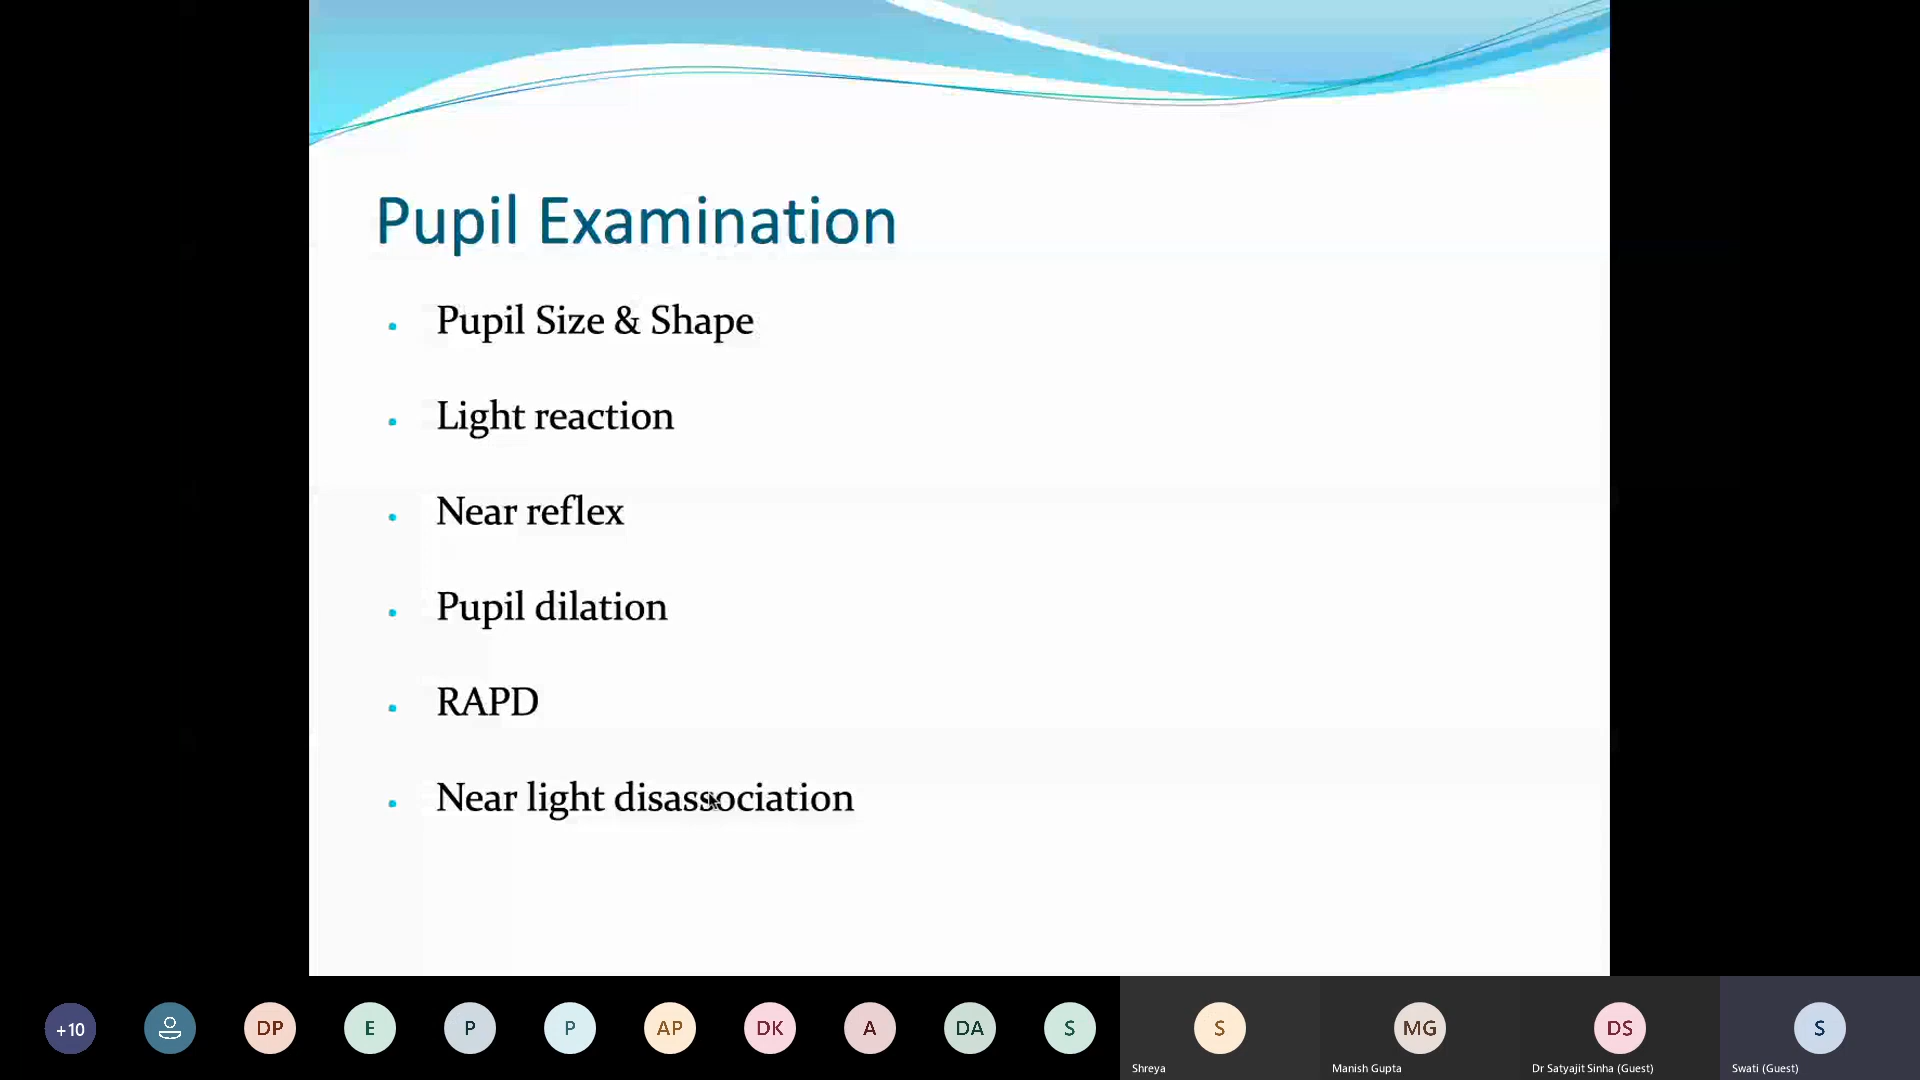 Pupil Examination
Pupil Size & Shape
Light reaction
Near reflex
Pupil dilation
RAPD
Near light disassociation
+10
DP
E
P
P
AP
DK
A
DA
S
S
Shreya
MG
Manish Gupta
DS
Dr Satyajit Sinha (Guest)
S
Swati (Guest)